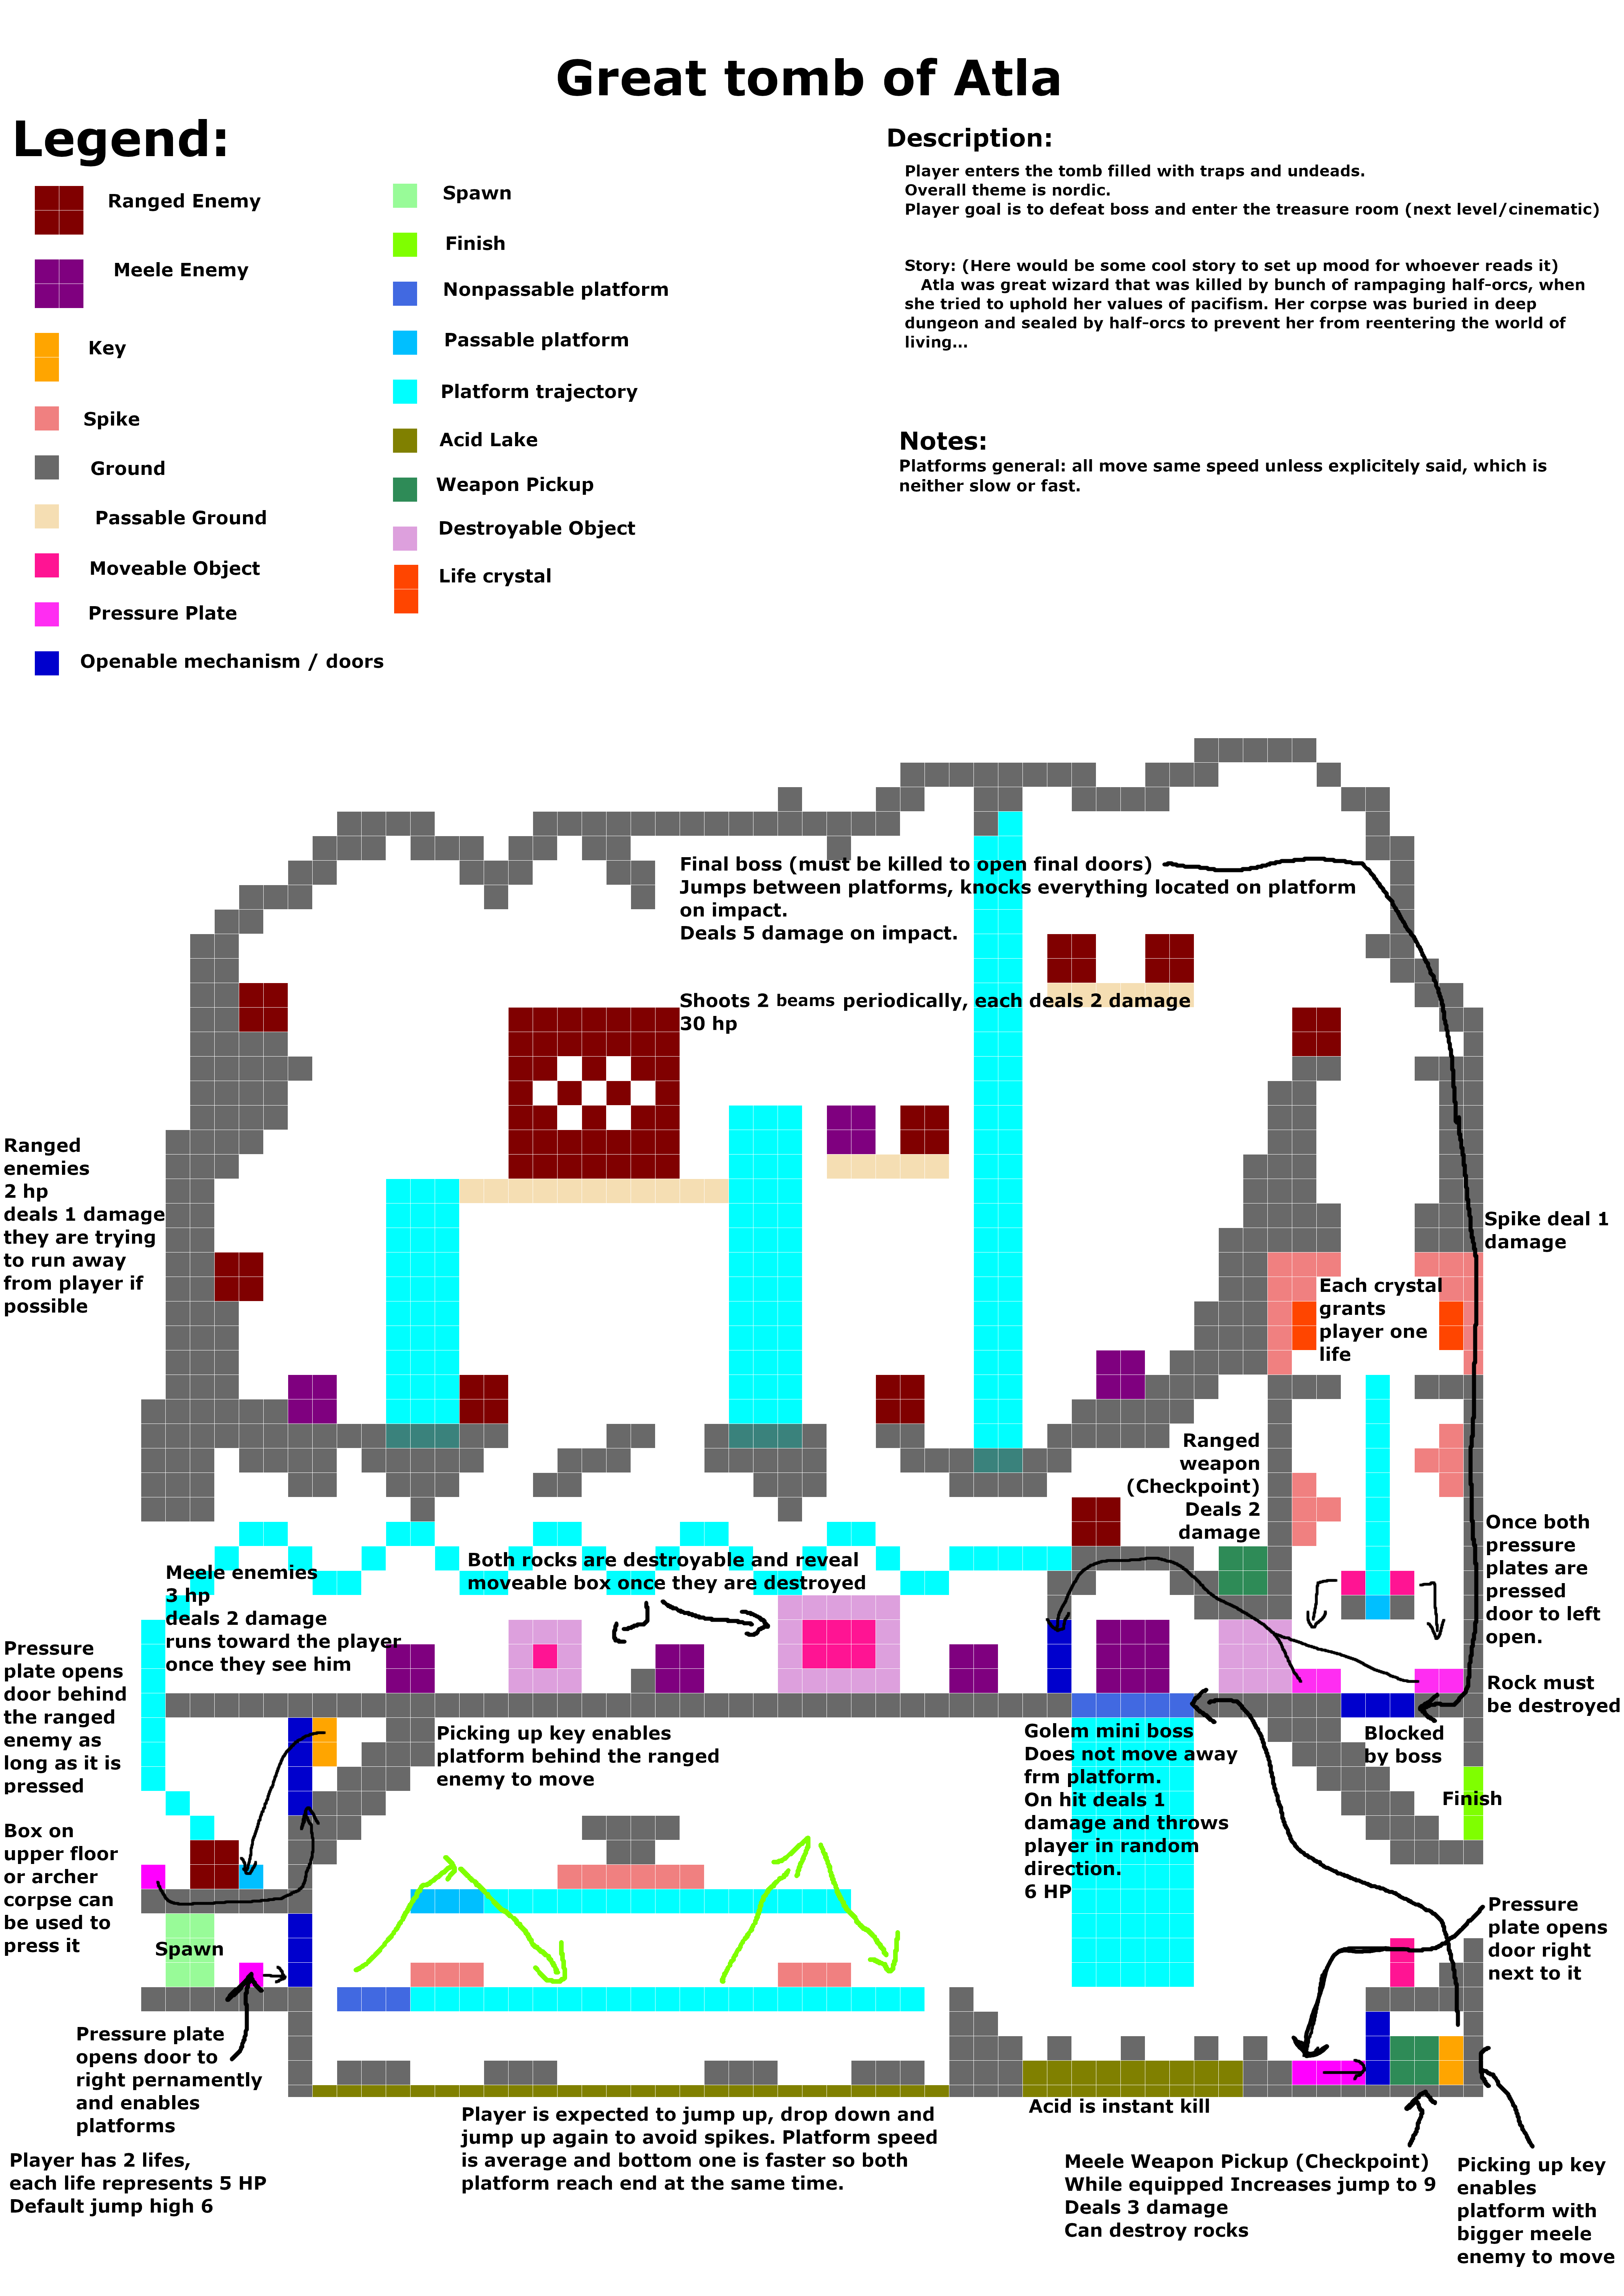 Great tomb of Atla
Legend:
Ranged Enemy
Meele Enemy
Key
Spike
Ground
Passable Ground
Moveable Object
Pressure Plate
Openable mechanism / doors
Spawn
Finish
Nonpassable platform
Passable platform
Platform trajectory
Acid Lake
Weapon Pickup
Destroyable Object
Life crystal
Description:
Player enters the tomb filled with traps and undeads.
Overall theme is nordic.
Player goal is to defeat boss and enter the treasure room (next level/cinematic)
Story: (Here would be some cool story to set up mood for whoever reads it)
Atla was great wizard that was killed by bunch of rampaging half-orcs, when
she tried to uphold her values of pacifism. Her corpse was buried in deep
dungeon and sealed by half-orcs to prevent her from reentering the world of
living...
Notes:
Platforms general: all move same speed unless explicitely said, which is
neither slow or fast.
Final boss (must be killed to open final doors)
Jumps between platforms, knocks everything located on platform
on impact.
Deals 5 damage on impact.
Shoots 2 beams periodically, each deals 2 damage
30 hp
Ranged
enemies
2 hp
deals 1 damage
they are trying
to run away
from player if
possible
Spike deal 1
damage
Each crystal
grants
player one
life
Ranged
weapon
(Checkpoint)
Deals 2
damage
Once both
pressure
plates are
pressed
door to left
open.
Both rocks are destroyable and reveal
moveable box once they are destroyed
Meele enemies
3 hp
deals 2 damage
runs toward the player
once they see him
Pressure
plate opens
door behind
the ranged
enemy as
long as it is
pressed
Rock must
be destroyed
Picking up key enables
platform behind the ranged
enemy to move
Golem mini boss
Does not move away
frm platform.
On hit deals 1
damage and throws
player in random
direction.
6 HP
Blocked
by boss
Finish
Box on
upper floor
or archer
corpse can
be used to
press it
Spawn
Pressure
plate opens
door right
next to it
Pressure plate
opens door to
right pernamently
and enables
platforms
Player is expected to jump up, drop down and
jump up again to avoid spikes. Platform speed
is average and bottom one is faster so both
platform reach end at the same time.
Acid is instant kill
Player has 2 lifes,
each life represents 5 HP
Default jump high 6
Meele Weapon Pickup (Checkpoint)
While equipped Increases jump to 9
Deals 3 damage
Can destroy rocks
Picking up key
enables
platform with
bigger meele
enemy to move